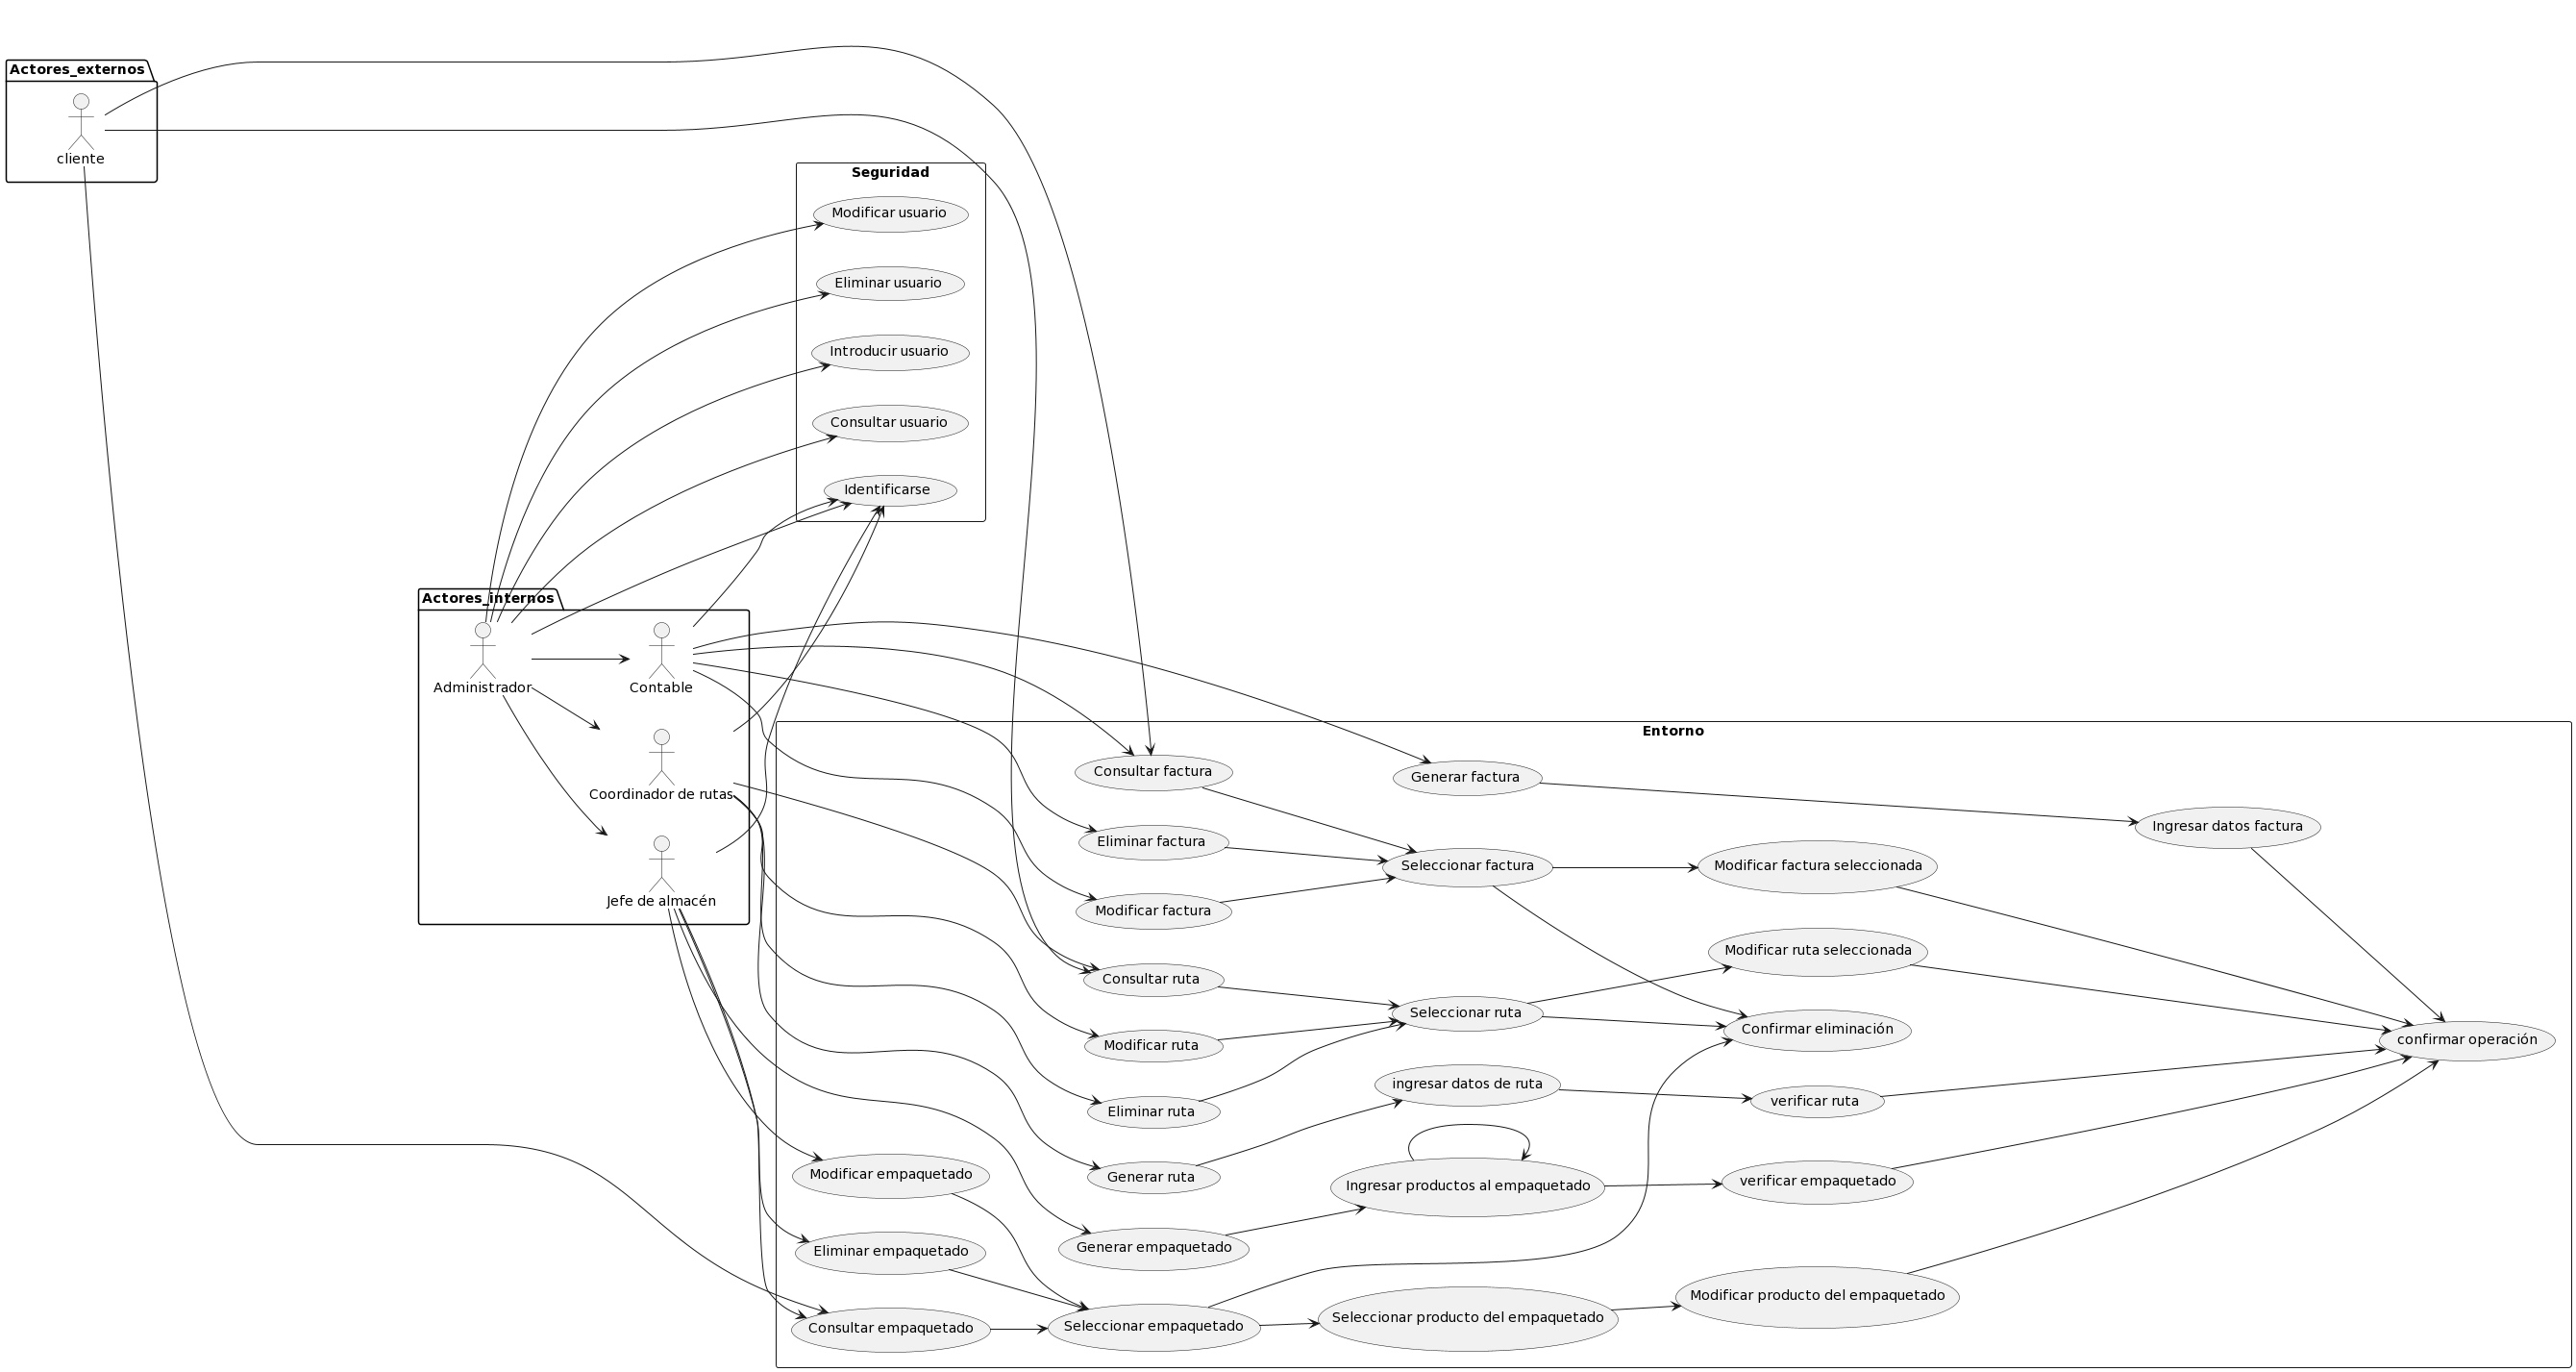 Actores_externos
cliente
Seguridad
Modificar usuario
Eliminar usuario
Introducir usuario
Consultar usuario
Identificarse
Actores_internos
Administrador
Contable
Coordinador de rutas
Jefe de almacén
Entorno
Consultar factura
Generar factura
Ingresar datos factura
Eliminar factura
Seleccionar factura
Modificar factura seleccionada
Modificar factura
Modificar ruta seleccionada
Consultar ruta
Seleccionar ruta
Confirmar eliminación
confirmar operación
Modificar ruta
ingresar datos de ruta
verificar ruta
Eliminar ruta
Modificar empaquetado
Generar ruta
Ingresar productos al empaquetado
verificar empaquetado
Eliminar empaquetado
Generar empaquetado
Modificar producto del empaquetado
Consultar empaquetado
Seleccionar empaquetado
Seleccionar producto del empaquetado